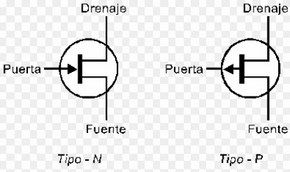 Drenaje
Drenaje
Puerta
Puerta
Fuente
Fuente
Tipo - N
Tipo - P